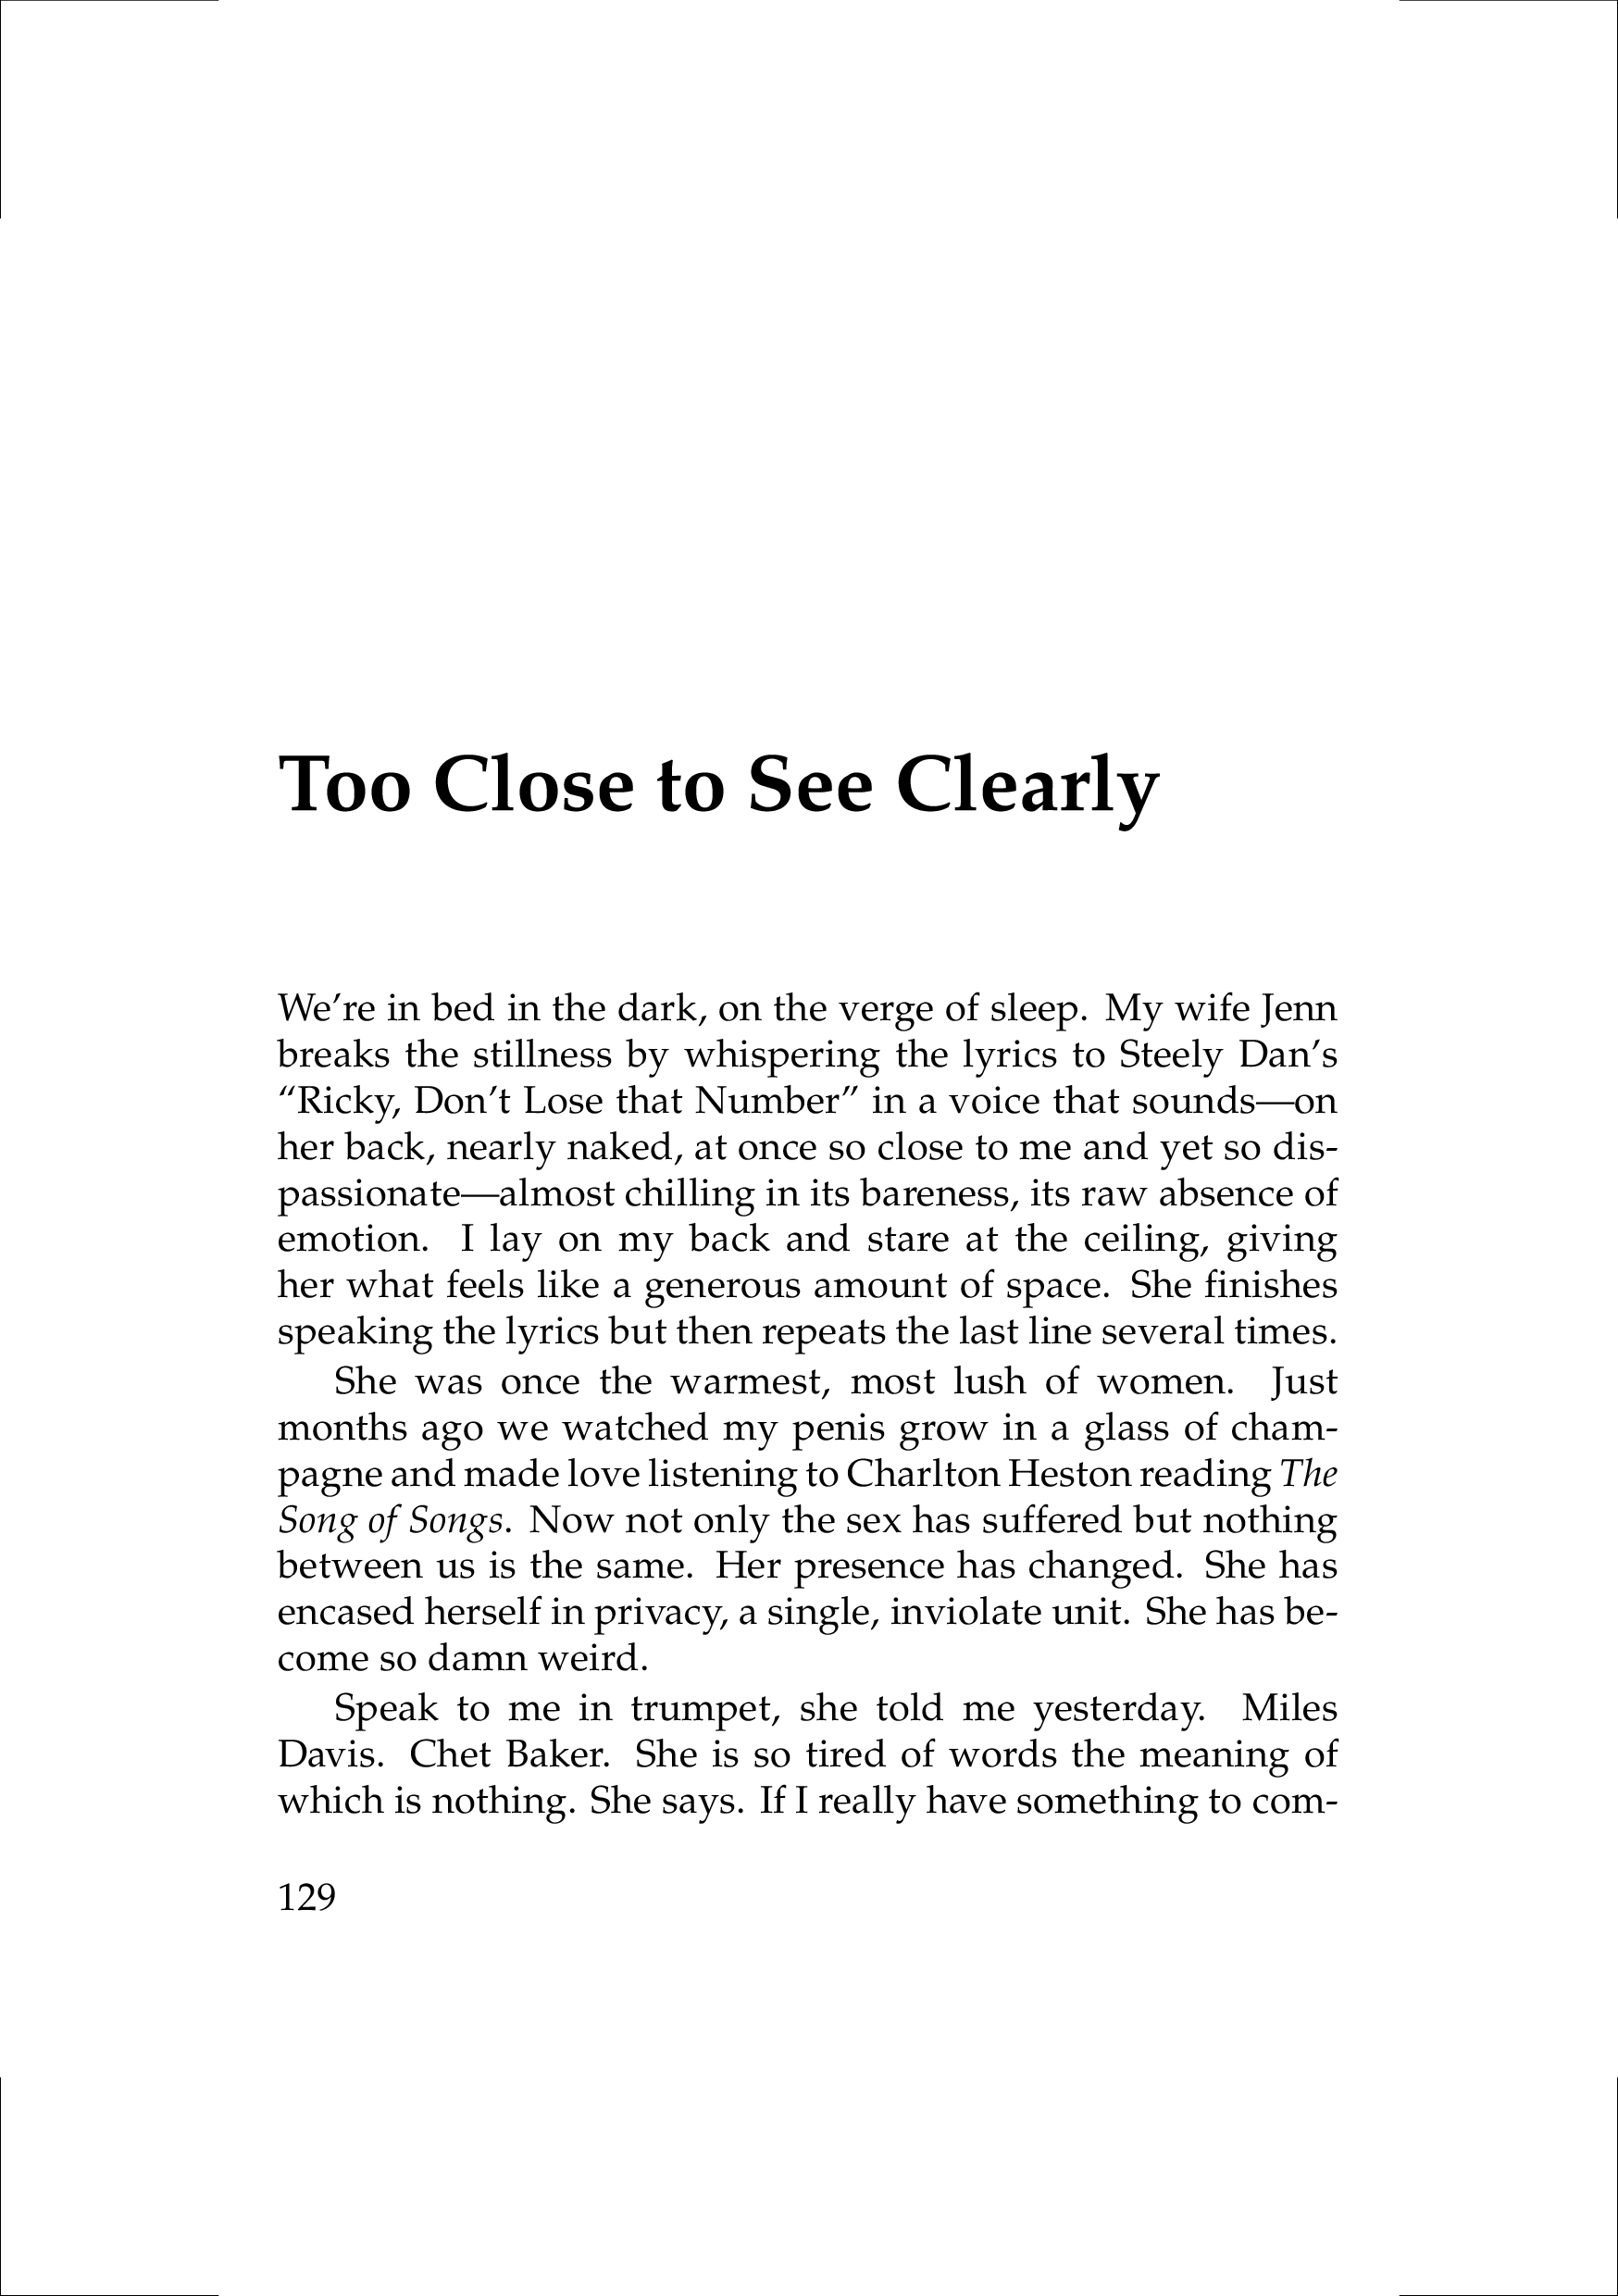 Too Close to See Clearly
We’re in bed in the dark, on the verge of sleep. My wife Jenn
breaks the stillness by whispering the lyrics to Steely Dan’s
“Ricky, Don’t Lose that Number” in a voice that sounds—on
her back, nearly naked, at once so close to me and yet so dis-
passionate—almost chilling in its bareness, its raw absence of
emotion. I lay on my back and stare at the ceiling, giving
her what feels like a generous amount of space. She finishes
speaking the lyrics but then repeats the last line several times.
She was once the warmest, most lush of women. Just
months ago we watched my penis grow in a glass of cham-
pagne and made love listening to Charlton Heston reading The
Song of Songs. Now not only the sex has suffered but nothing
between us is the same. Her presence has changed. She has
encased herself in privacy, a single, inviolate unit. She has be-
come so damn weird.
Speak to me in trumpet, she told me yesterday. Miles
Davis. Chet Baker. She is so tired of words the meaning of
which is nothing. She says. If I really have something to com-
129